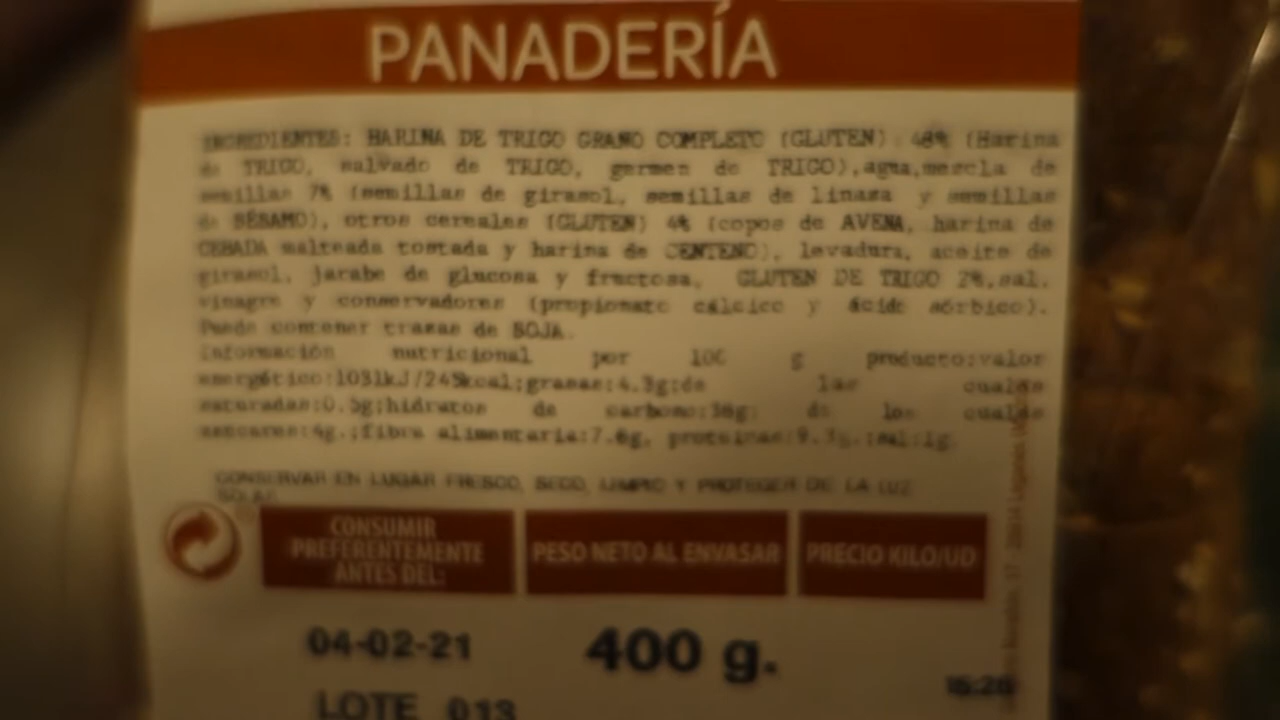 PANADERÍA
INGREDIENTES: HARINA DE TRIGO GRANO COMPLETO (GLUTEN) 48% (Harina
de TRIGO, salvado de TRIGO, germen de TRIGO),agua,mezcla de
semillas 7% (semillas de girasol, semillas de linaza y semillas
de SÉSAMO), otros cereales (GLUTEN) 4% (copos de AVENA, harina de
CEBADA malteada tostada y harina de CENTENO), levadura, aceite de
girasol, jarabe de glucosa y fructosa, GLUTEN DE TRIGO 2%,sal,
vinagre y conservadores (propionato cálcico y ácido sórbico).
Puede contener trazas de SOJA.
Información nutricional por 100 g producto:valor
energético:1031kJ/245kcal;grasas:4.3g;de las cuales
saturadas:0.5g;hidratos de carbono:36g; de los cuales
azúcares:4g.;fibra alimentaria:7.6g, proteínas:9.3g.;sal:1g.
CONSERVAR EN LUGAR FRESCO, SECO, LIMPIO Y PROTEGER DE LA LUZ
SOLAR
CONSUMIR
PREFERENTEMENTE
ANTES DEL:
PESO NETO AL ENVASAR
PRECIO KILO/UD
04-02-21
400 g.
15:26
LOTE 013